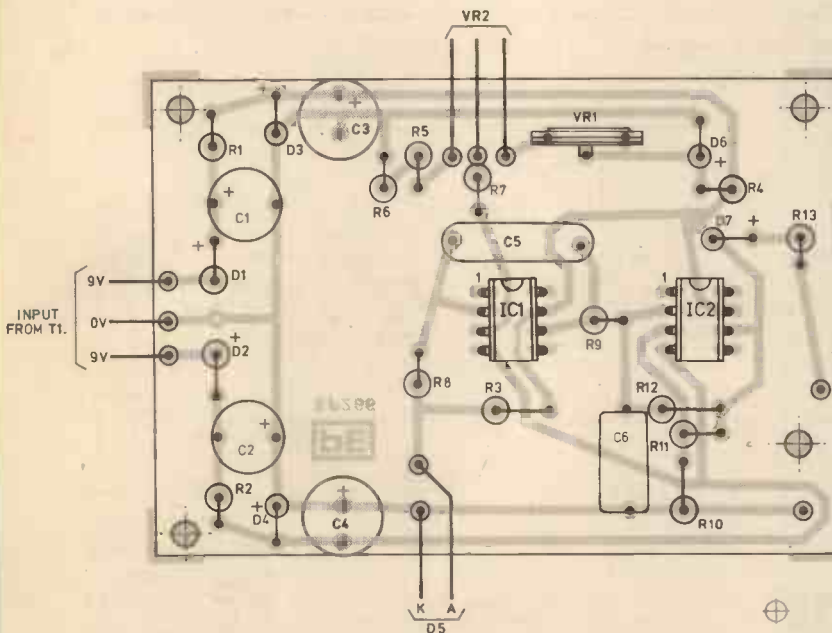 VR2
R1
D3
C3
R5
VR1
D6
R7
R4
R6
C1
D7
R13
C5
D1
9V
INPUT
FROM T1.
0V
1
IC1
1
IC2
R9
9V
D2
R8
R3
R12
C6
R11
C2
R2
D4
C4
R10
K A
D5